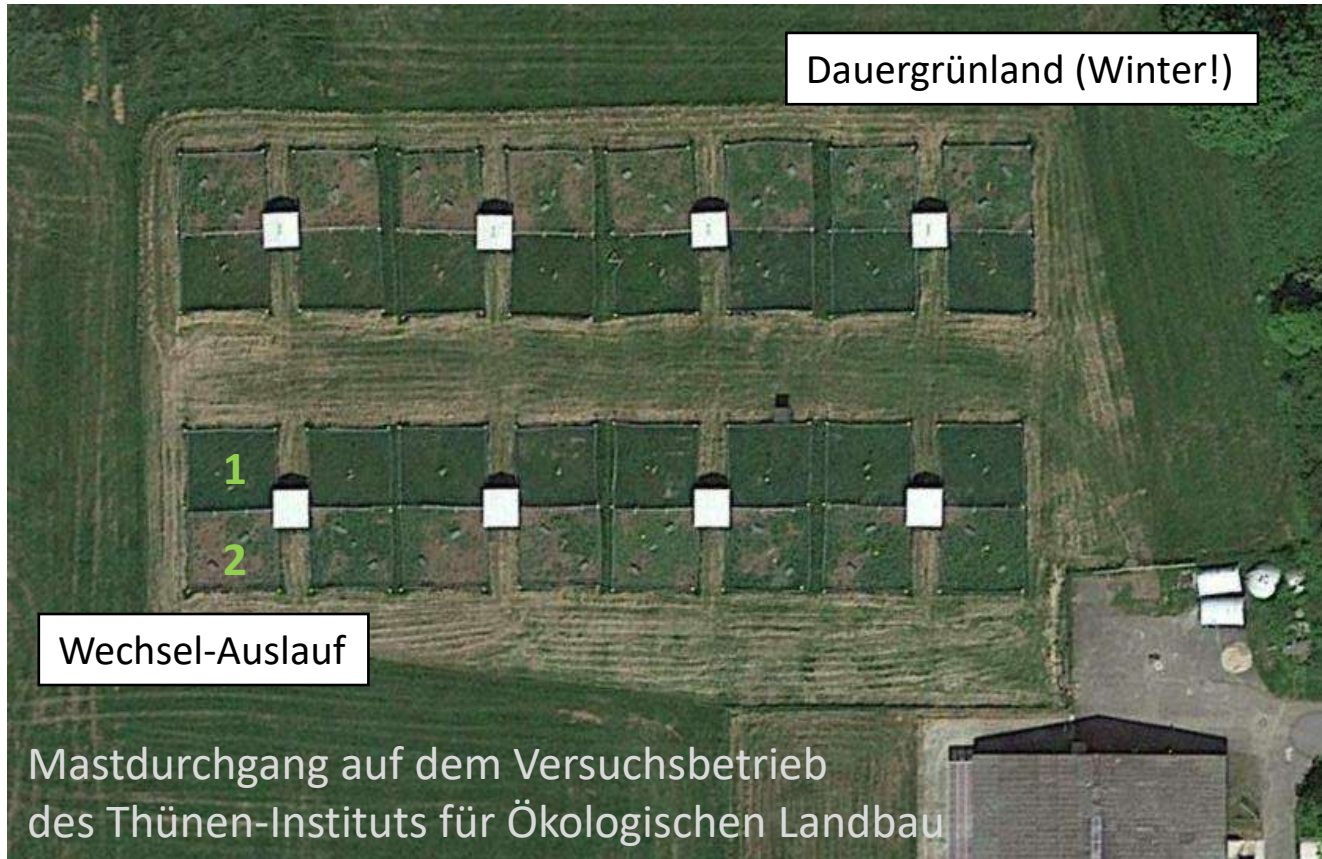 Dauergrünland (Winter!)
1
2
Wechsel-Auslauf
Mastdurchgang auf dem Versuchsbetrieb
des Thünen-Instituts für Ökologischen Landbau